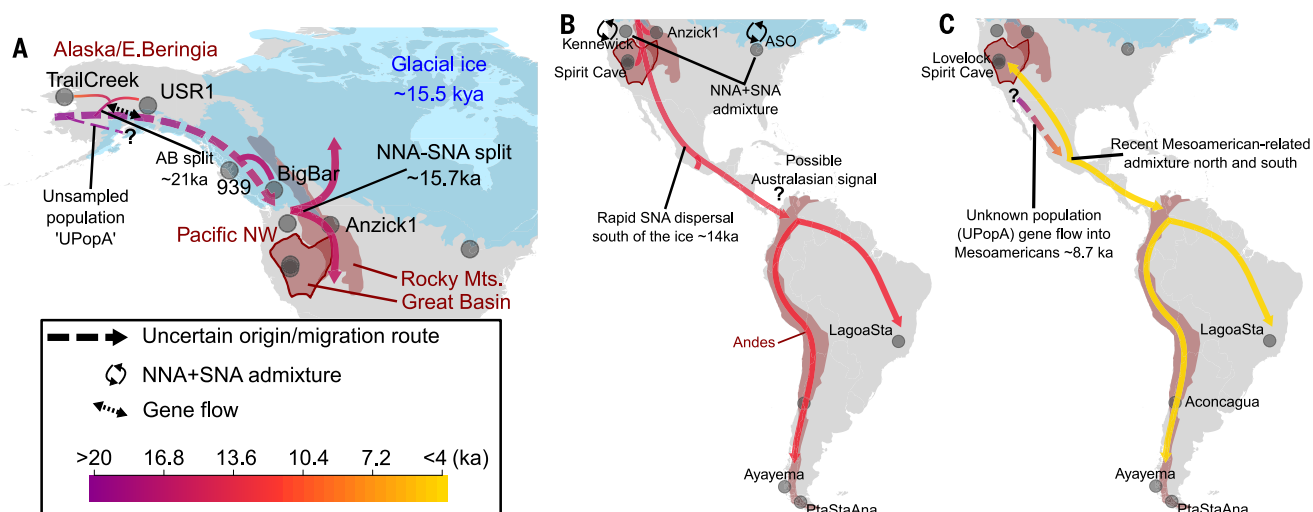 A
Alaska/E.Beringia
TrailCreek
USR1
Glacial ice
~15.5 kya
?
AB split
~21ka
939
BigBar
NNA-SNA split
~15.7ka
Unsampled
population
'UPopA'
Pacific NW
Anzick1
Rocky Mts.
Great Basin
Uncertain origin/migration route
NNA+SNA admixture
Gene flow
>20 16.8 13.6 10.4 7.2 <4 (ka)
B
Kennewick
Anzick1
ASO
Spirit Cave
NNA+SNA
admixture
Possible
Australasian signal
?
Rapid SNA dispersal
south of the ice ~14ka
Andes
LagoaSta
Ayayema
PtaStaAna
C
Lovelock
Spirit Cave
?
Recent Mesoamerican-related
admixture north and south
Unknown population
(UPopA) gene flow into
Mesoamericans ~8.7 ka
LagoaSta
Aconcagua
Ayayema
PtaStaAna